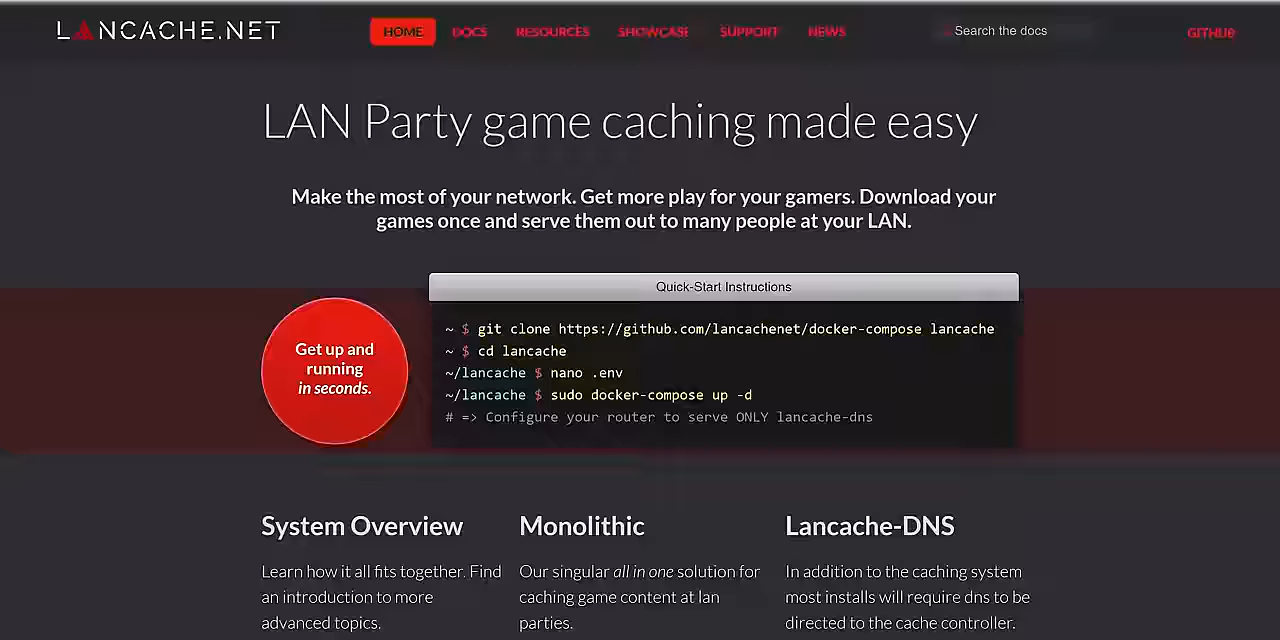 LANCACHE.NET
HOME DOCS RESOURCES SHOWCASE SUPPORT NEWS Search the docs GITHUB
LAN Party game caching made easy
Make the most of your network. Get more play for your gamers. Download your
games once and serve them out to many people at your LAN.
Quick-Start Instructions
Get up and
running
in seconds.
~ $ git clone https://github.com/lancachenet/docker-compose lancache
~ $ cd lancache
~/lancache $ nano .env
~/lancache $ sudo docker-compose up -d
# => Configure your router to serve ONLY lancache-dns
System Overview
Learn how it all fits together. Find
an introduction to more
advanced topics.
Monolithic
Our singular all in one solution for
caching game content at lan
parties.
Lancache-DNS
In addition to the caching system
most installs will require dns to be
directed to the cache controller.